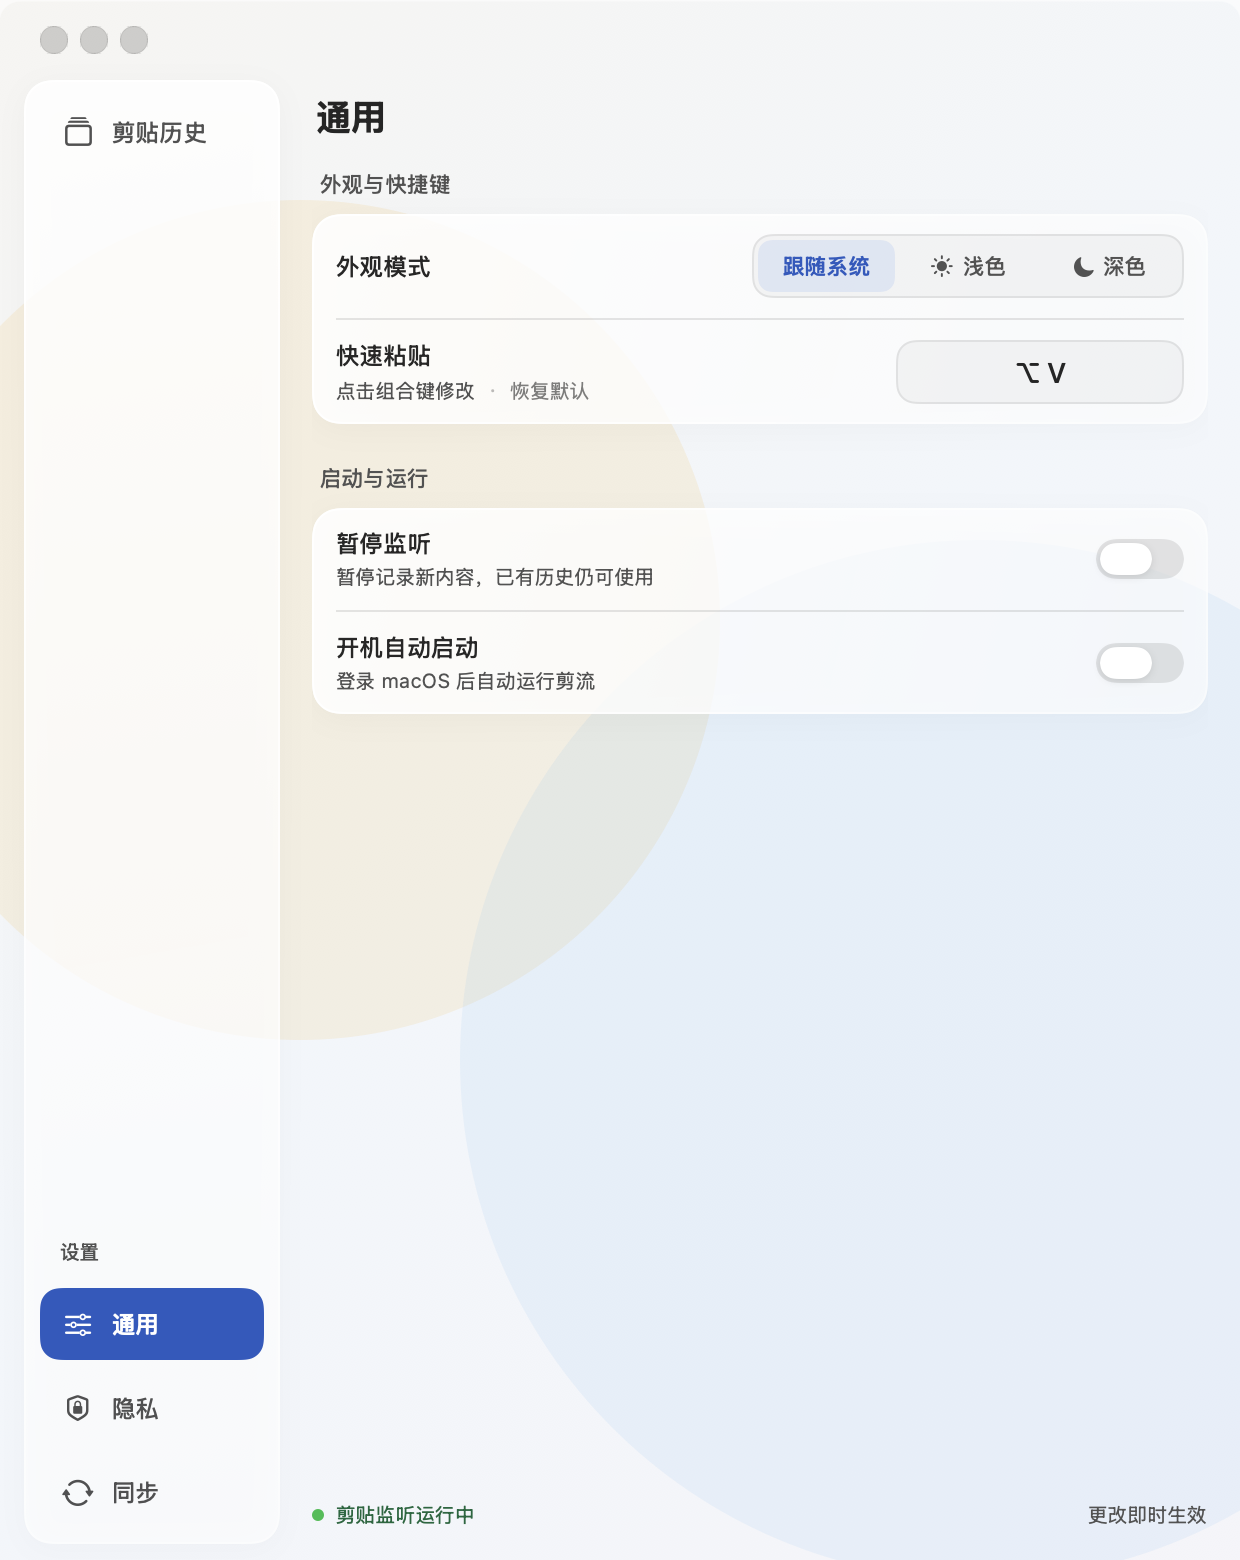 剪贴历史
设置
通用
隐私
同步
通用
外观与快捷键
外观模式
跟随系统
浅色
深色
快速粘贴
点击组合键修改 · 恢复默认
⌥ V
启动与运行
暂停监听
暂停记录新内容，已有历史仍可使用
开机自动启动
登录 macOS 后自动运行剪流
剪贴监听运行中
更改即时生效